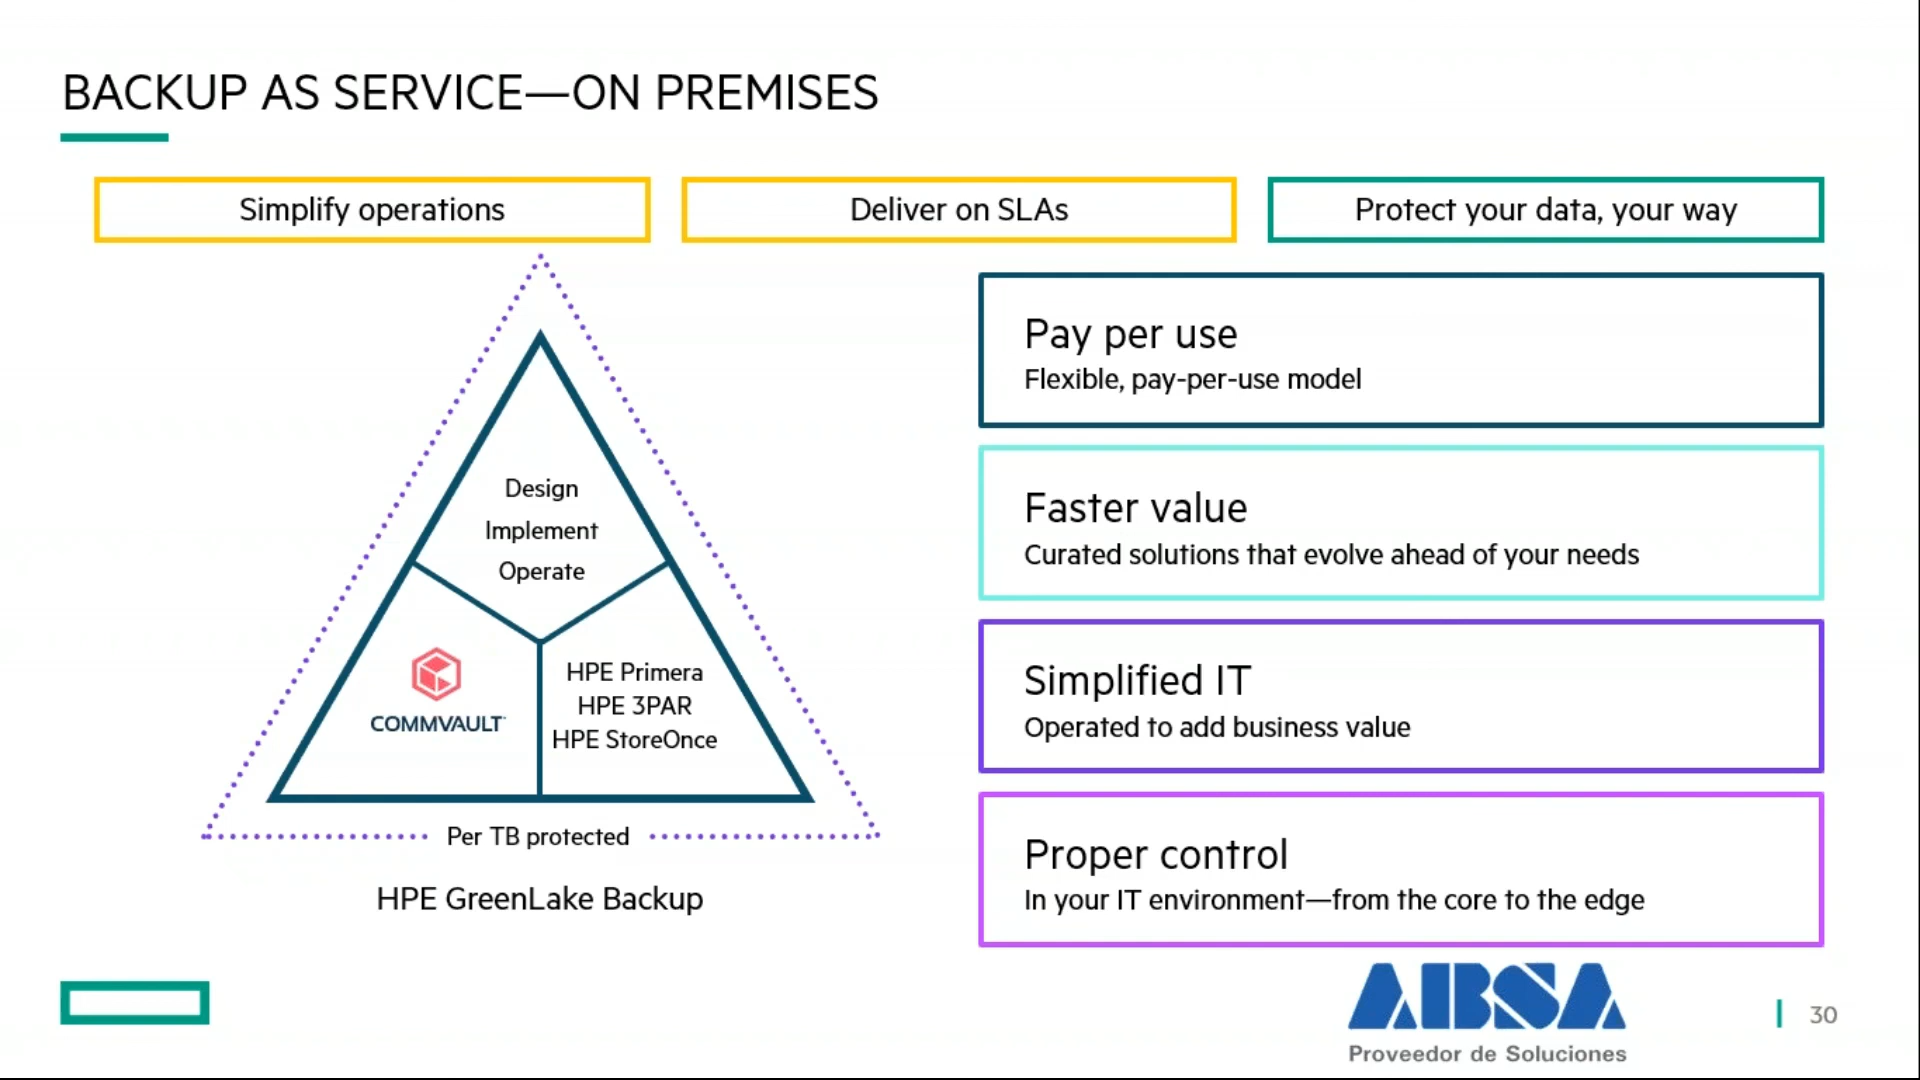 BACKUP AS SERVICE—ON PREMISES
Simplify operations
Deliver on SLAs
Protect your data, your way
Design
Implement
Operate
COMMVAULT
HPE Primera
HPE 3PAR
HPE StoreOnce
Per TB protected
HPE GreenLake Backup
Pay per use
Flexible, pay-per-use model
Faster value
Curated solutions that evolve ahead of your needs
Simplified IT
Operated to add business value
Proper control
In your IT environment—from the core to the edge
ABSA
Proveedor de Soluciones
30